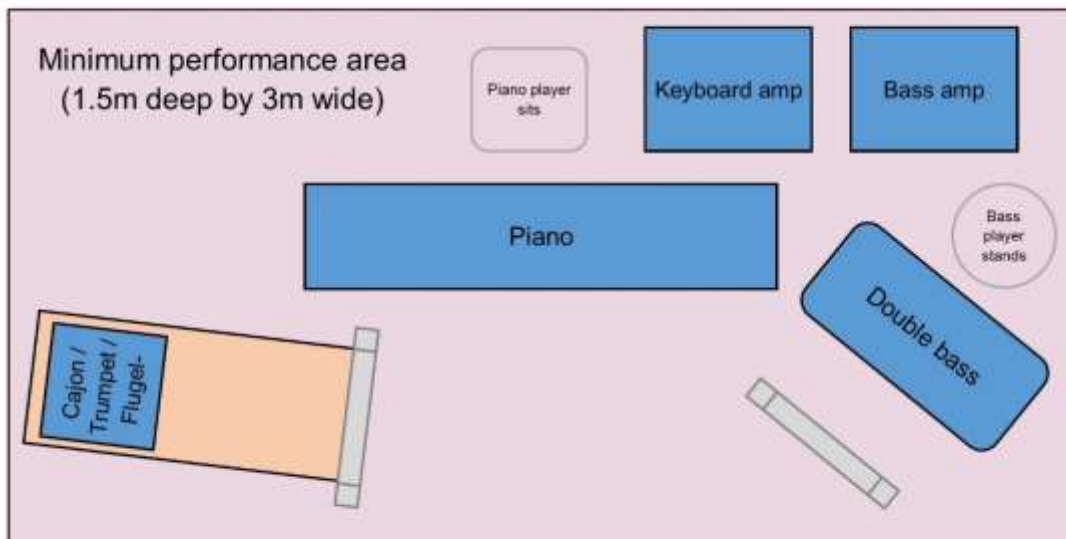 Minimum performance area
(1.5m deep by 3m wide)
Piano player
sits
Keyboard amp
Bass amp
Piano
Bass
player
stands
Double bass
Cajon /
Trumpet /
Flugel-